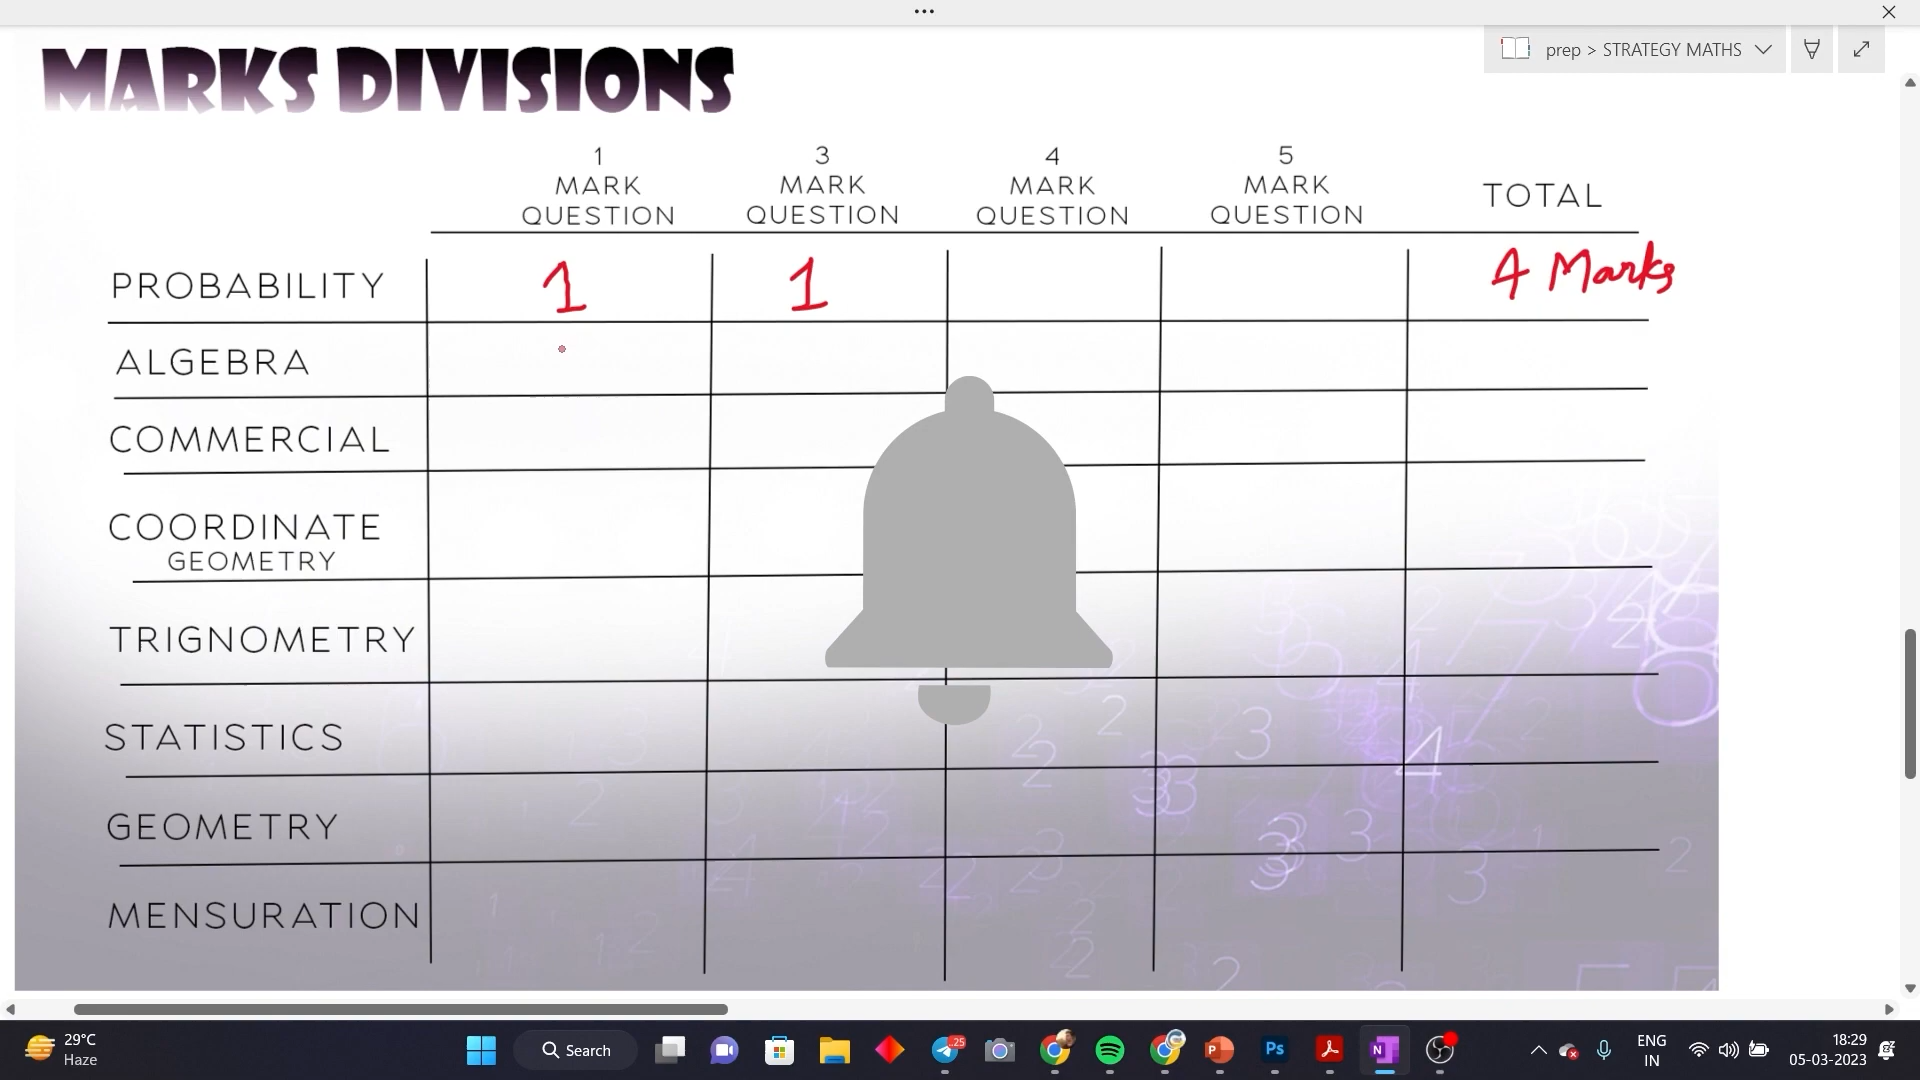 prep > STRATEGY MATHS
MARKS DIVISIONS
1 MARK QUESTION
3 MARK QUESTION
4 MARK QUESTION
5 MARK QUESTION
TOTAL
PROBABILITY 1 1 4 Marks
ALGEBRA
COMMERCIAL
COORDINATE
GEOMETRY
TRIGNOMETRY
STATISTICS
GEOMETRY
MENSURATION
29°C
Haze
Search
25
ENG
IN
18:29
05-03-2023